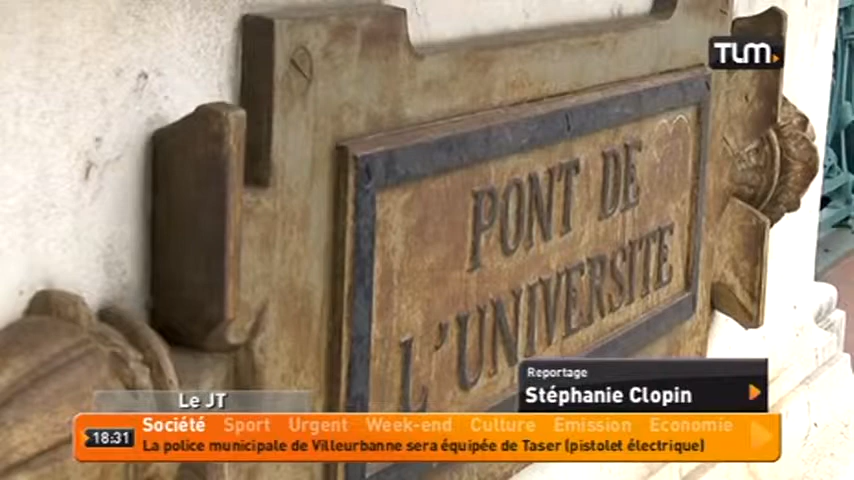 TLM
PONT DE
L'UNIVERSITÉ
Reportage
Stéphanie Clopin
Le JT
Société Sport Urgent Week-end Culture Emission Economie
18:31
La police municipale de Villeurbanne sera équipée de Taser (pistolet électrique)